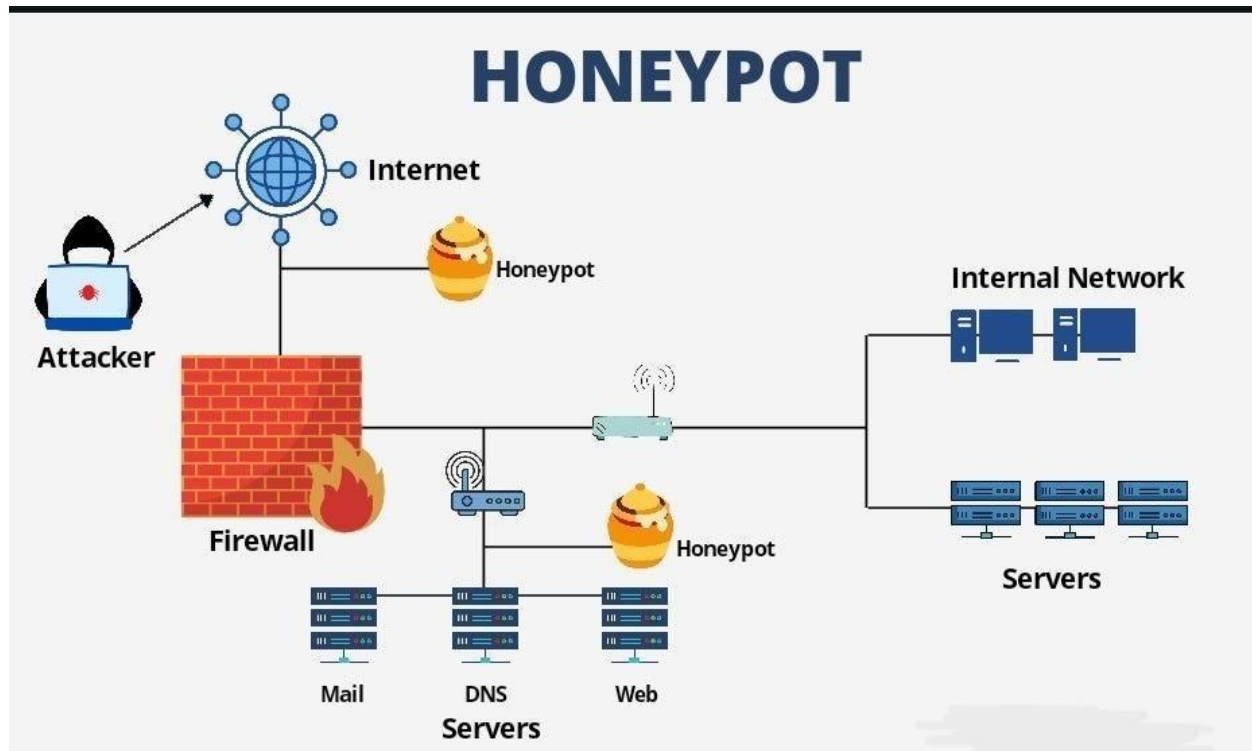 HONEYPOT
Internet
Honeypot
Attacker
Internal Network
Firewall
Honeypot
Servers
Mail
DNS
Web
Servers